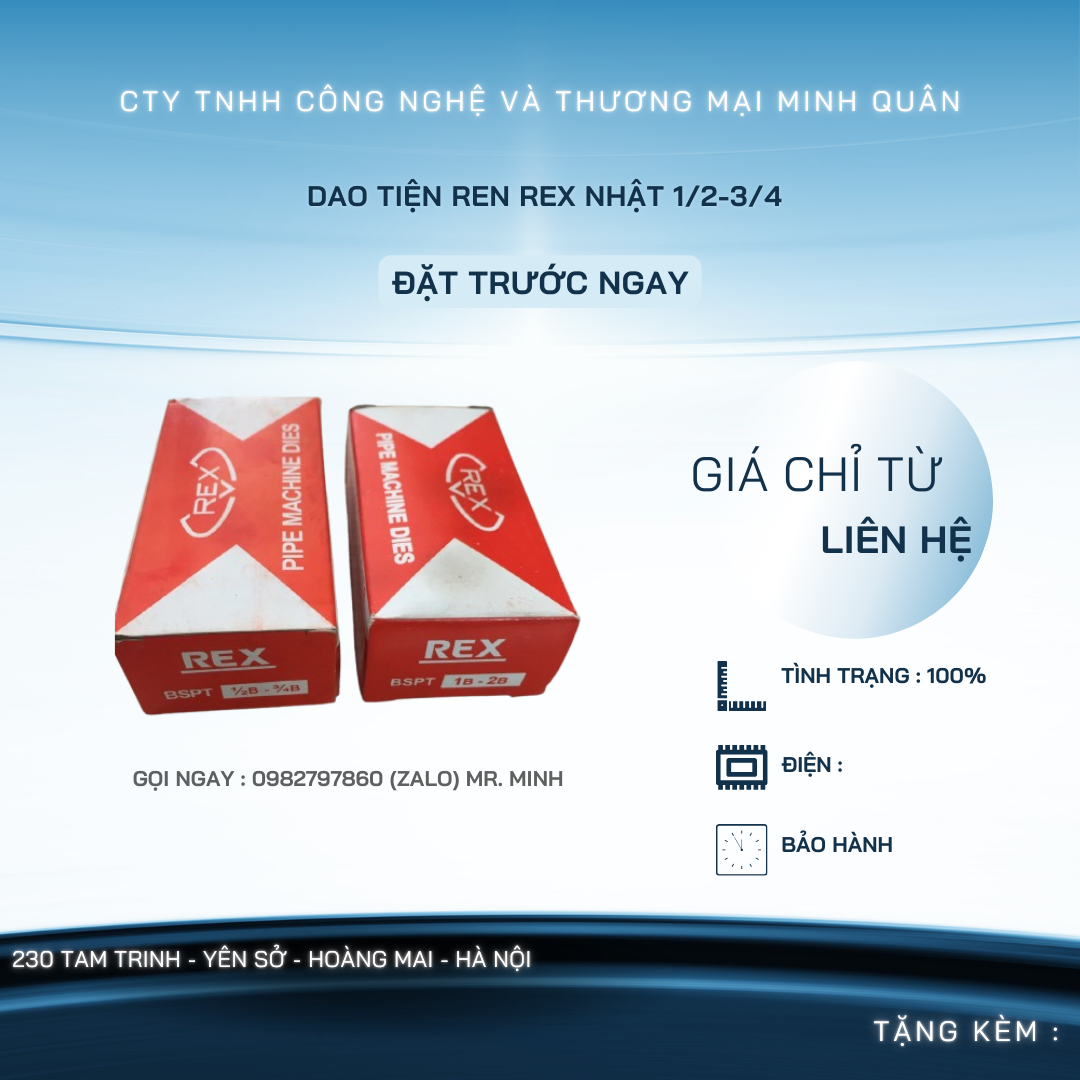 CTY TNHH CÔNG NGHỆ VÀ THƯƠNG MẠI MINH QUÂN
DAO TIỆN REN REX NHẬT 1/2-3/4
ĐẶT TRƯỚC NGAY
REX
PIPE MACHINE DIES
REX
BSPT 1/2B - 3/4B
PIPE MACHINE DIES
REX
REX
BSPT 1B - 2B
GIÁ CHỈ TỪ
LIÊN HỆ
TÌNH TRẠNG : 100%
ĐIỆN :
BẢO HÀNH
GỌI NGAY : 0982797860 (ZALO) MR. MINH
230 TAM TRINH - YÊN SỞ - HOÀNG MAI - HÀ NỘI
TẶNG KÈM :